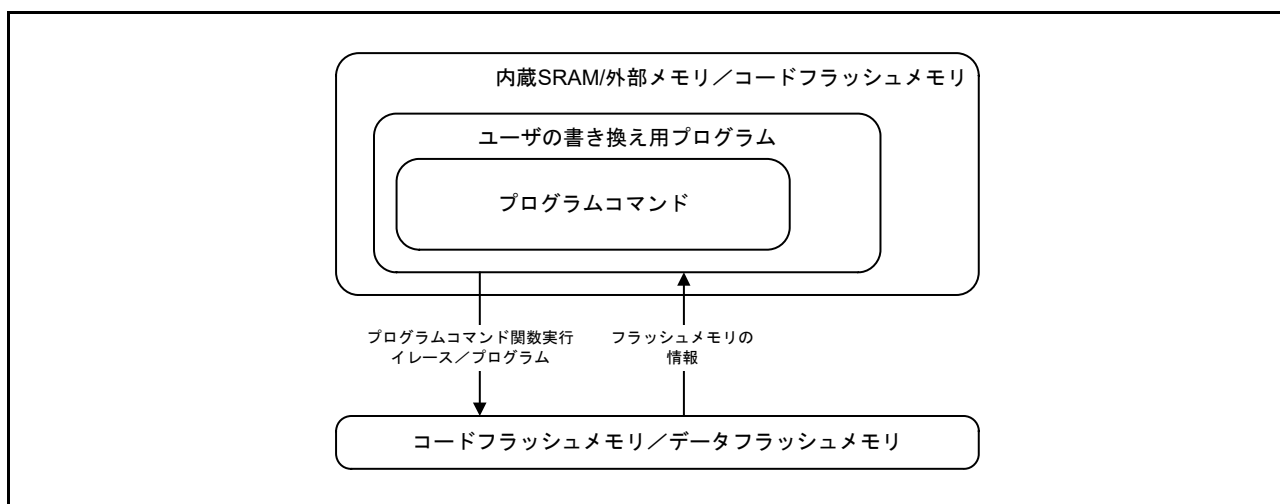 内蔵SRAM/外部メモリ／コードフラッシュメモリ
ユーザの書き換え用プログラム
プログラムコマンド
プログラムコマンド関数実行
イレース／プログラム
フラッシュメモリの
情報
コードフラッシュメモリ／データフラッシュメモリ